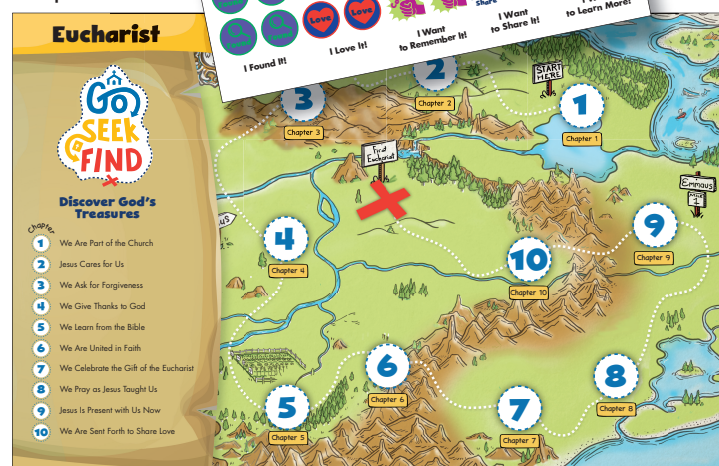 Found
Found
Love
Love
share
I Found It!
I Love It!
I Want
to Remember It!
I Want
to Share It!
to Learn More!
Eucharist
GO
SEEK
FIND
Discover God's
Treasures
Chapter
1 We Are Part of the Church
2 Jesus Cares for Us
3 We Ask for Forgiveness
4 We Give Thanks to God
5 We Learn from the Bible
6 We Are United in Faith
7 We Celebrate the Gift of the Eucharist
8 We Pray as Jesus Taught Us
9 Jesus Is Present with Us Now
10 We Are Sent Forth to Share Love
START
HERE
1
Chapter 1
2
Chapter 2
3
Chapter 3
First
Eucharist
Emmaus
1
4
Chapter 4
9
Chapter 9
10
Chapter 10
6
Chapter 6
8
Chapter 8
5
Chapter 5
7
Chapter 7